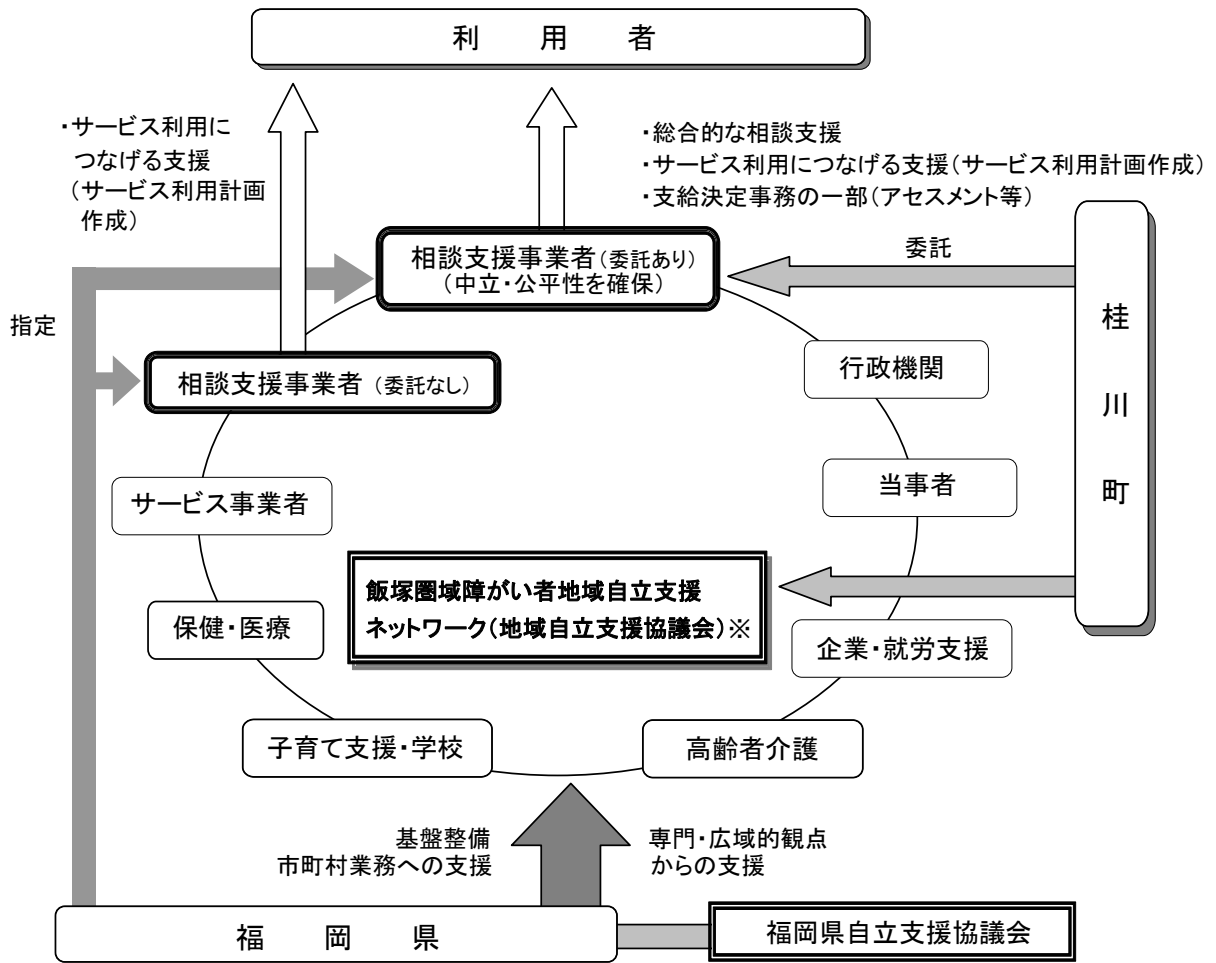 利用者
・サービス利用に
つなげる支援
(サービス利用計画
作成)
・総合的な相談支援
・サービス利用につなげる支援(サービス利用計画作成)
・支給決定事務の一部(アセスメント等)
相談支援事業者(委託あり)
(中立・公平性を確保)
委託
桂川町
指定
相談支援事業者(委託なし)
行政機関
サービス事業者
当事者
飯塚圏域障がい者地域自立支援
ネットワーク(地域自立支援協議会)※
保健・医療
企業・就労支援
子育て支援・学校
高齢者介護
基盤整備
市町村業務への支援
専門・広域的観点
からの支援
福岡県
福岡県自立支援協議会